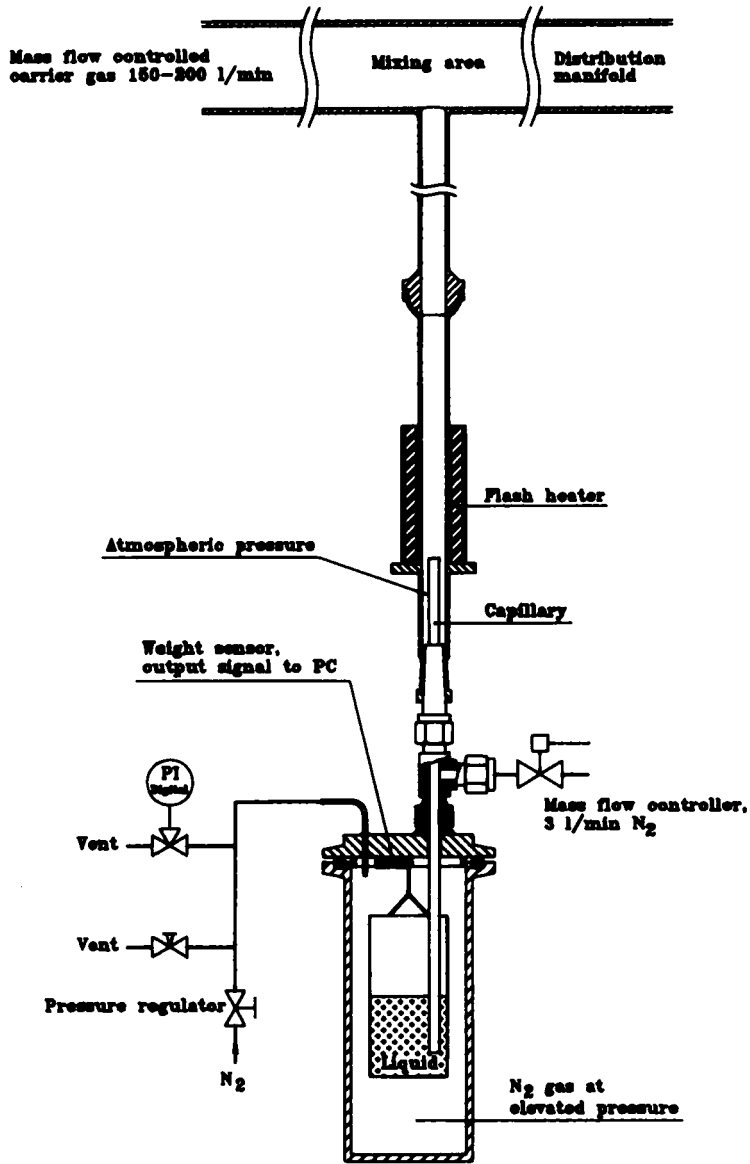 Mass flow controlled
carrier gas 150-200 l/min
Mixing area
Distribution
manifold
Flash heater
Atmospheric pressure
Capillary
Weight sensor,
output signal to PC
PI
Digital
Mass flow controller,
3 l/min N2
Vent
Vent
Pressure regulator
Liquid
N2
N2 gas at
elevated pressure